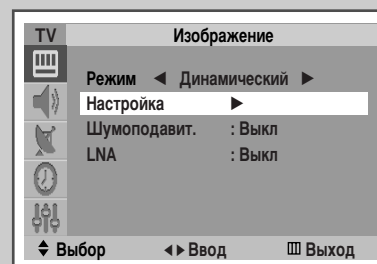 TV Изображение
Режим ◀ Динамический ▶
Настройка ▶
Шумоподавит. : Выкл
LNA : Выкл
Выбор Ввод Выход